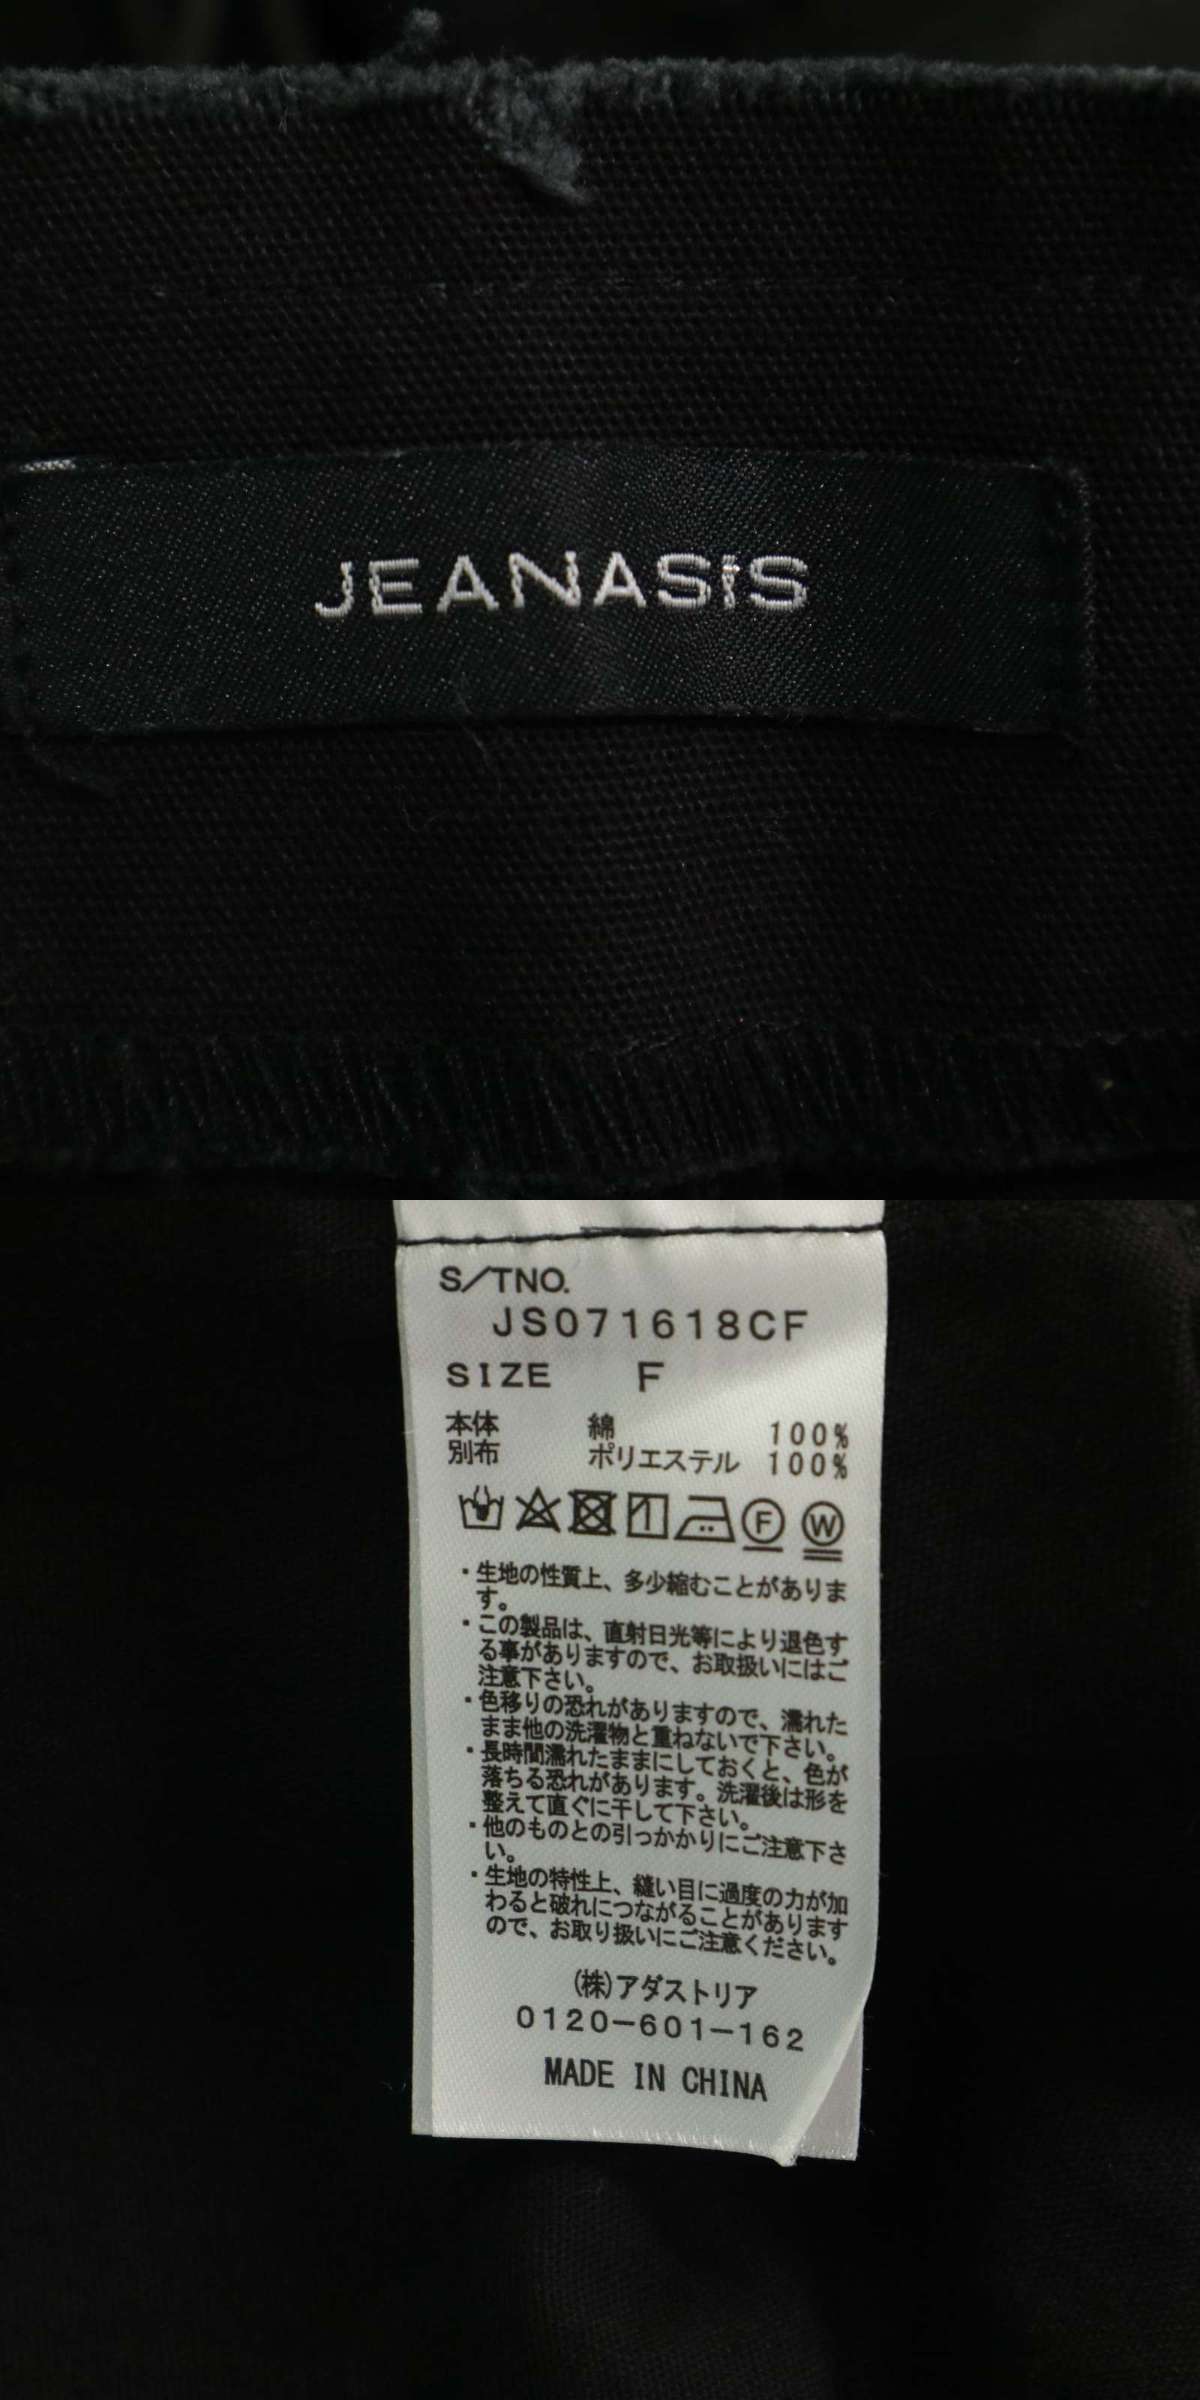 JEANASIS
S/TNO.
JS071618CF
SIZE F
本体 綿 100%
別布 ポリエステル 100%
F W
・生地の性質上、多少縮むことがありま
す。
・この製品は、直射日光等により退色す
る事がありますので、お取扱いにはご
注意下さい。
・色移りの恐れがありますので、濡れた
まま他の洗濯物と重ねないで下さい。
・長時間濡れたままにしておくと、色が
落ちる恐れがあります。洗濯後は形を
整えて直ぐに干して下さい。
・他のものとの引っかかりにご注意下さ
い。
・生地の特性上、縫い目に過度の力が加
わると破れにつながることがあります
ので、お取り扱いにご注意ください。
(株)アダストリア
0120-601-162
MADE IN CHINA